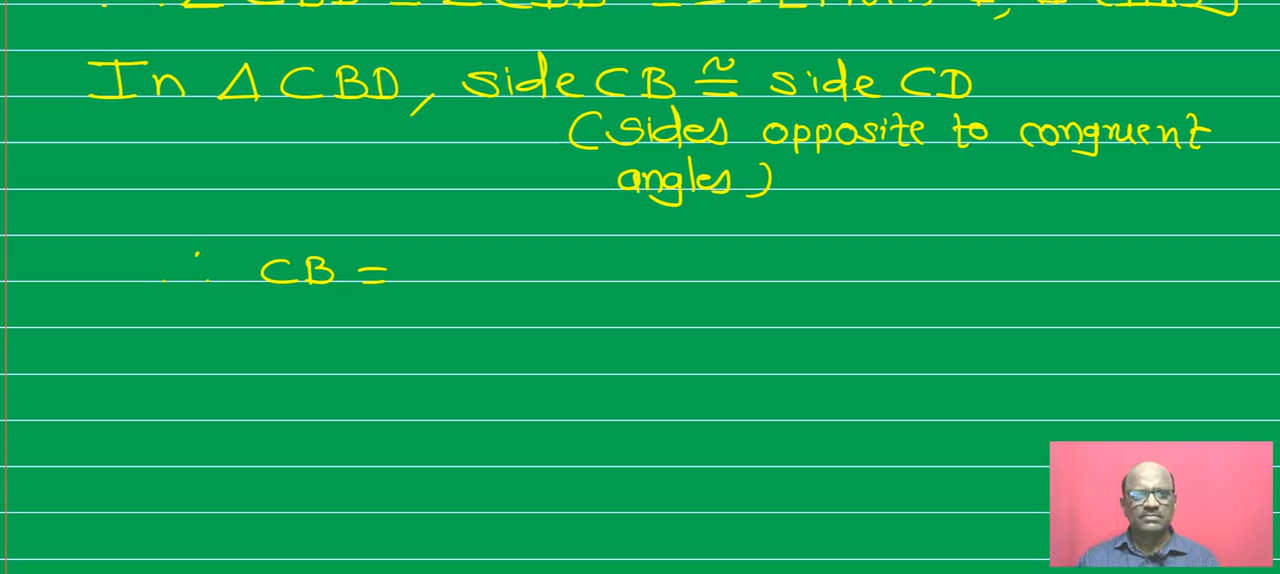 In △ CBD, side CB ≅ side CD
(sides opposite to congruent
angles)
∴ CB =